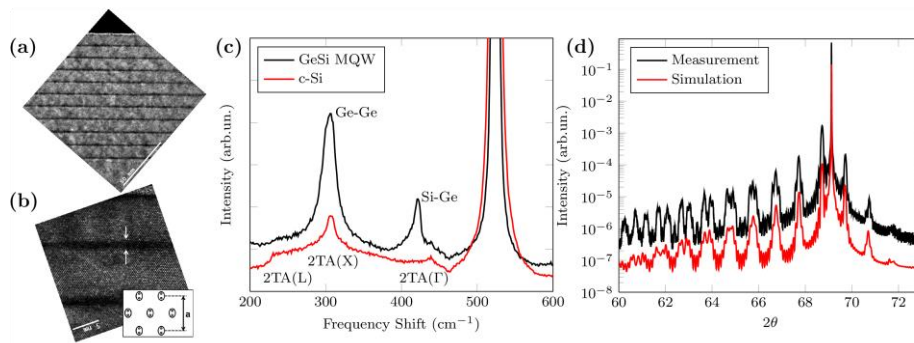 (a)
(b)
a
(c)
Intensity (arb.un.)
GeSi MQW
c-Si
Ge-Ge
Si-Ge
2TA(L)
2TA(X)
2TA(Γ)
200 300 400 500 600
Frequency Shift (cm⁻¹)
(d)
Intensity (arb.un.)
Measurement
Simulation
10⁻¹
10⁻²
10⁻³
10⁻⁴
10⁻⁵
10⁻⁶
10⁻⁷
10⁻⁸
60 62 64 66 68 70 72
2θ